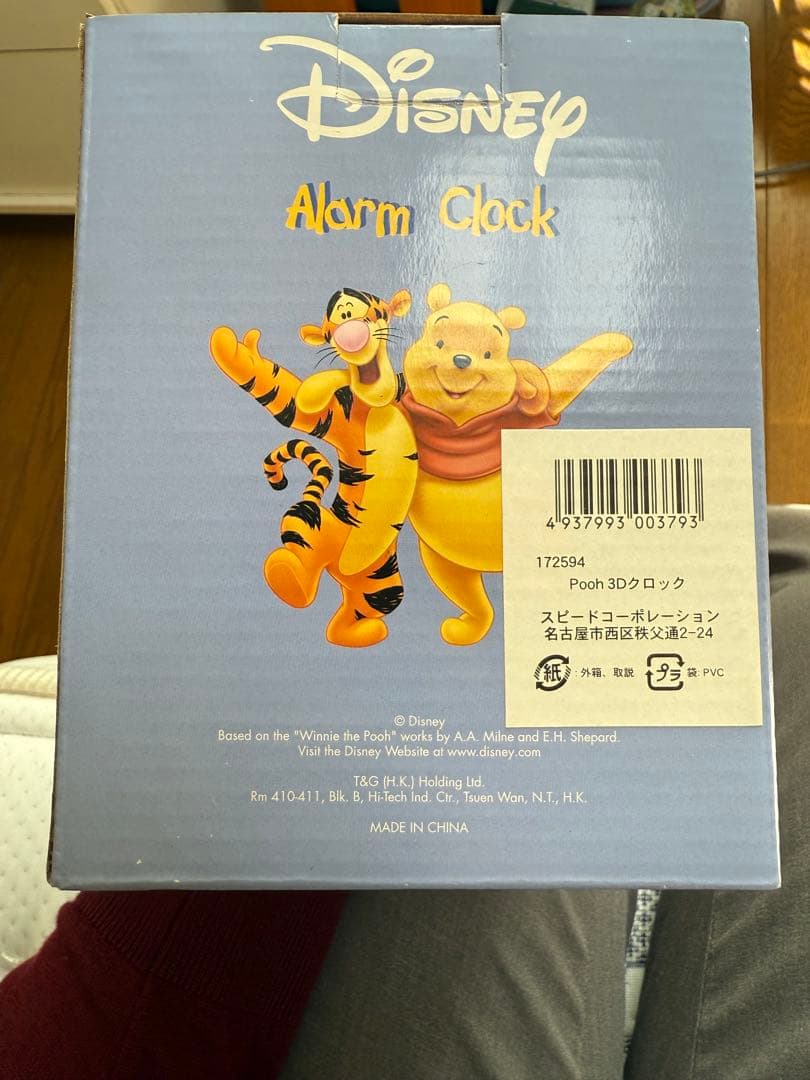 Disney
Alarm Clock
4 937993 003793
172594
Pooh 3Dクロック
スピードコーポレーション
名古屋市西区秩父通2-24
紙 : 外箱、取説 プラ 袋: PVC
© Disney
Based on the "Winnie the Pooh" works by A.A. Milne and E.H. Shepard.
Visit the Disney Website at www.disney.com
T&G (H.K.) Holding Ltd.
Rm 410-411, Blk. B, Hi-Tech Ind. Ctr., Tsuen Wan, N.T., H.K.
MADE IN CHINA